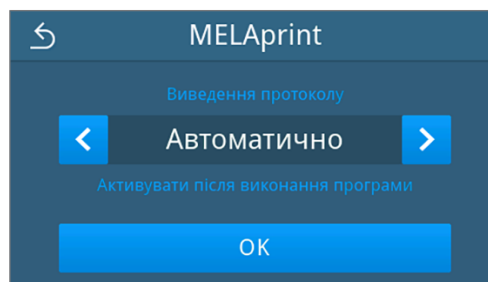 MELAprint
Виведення протоколу
Автоматично
Активувати після виконання програми
OK